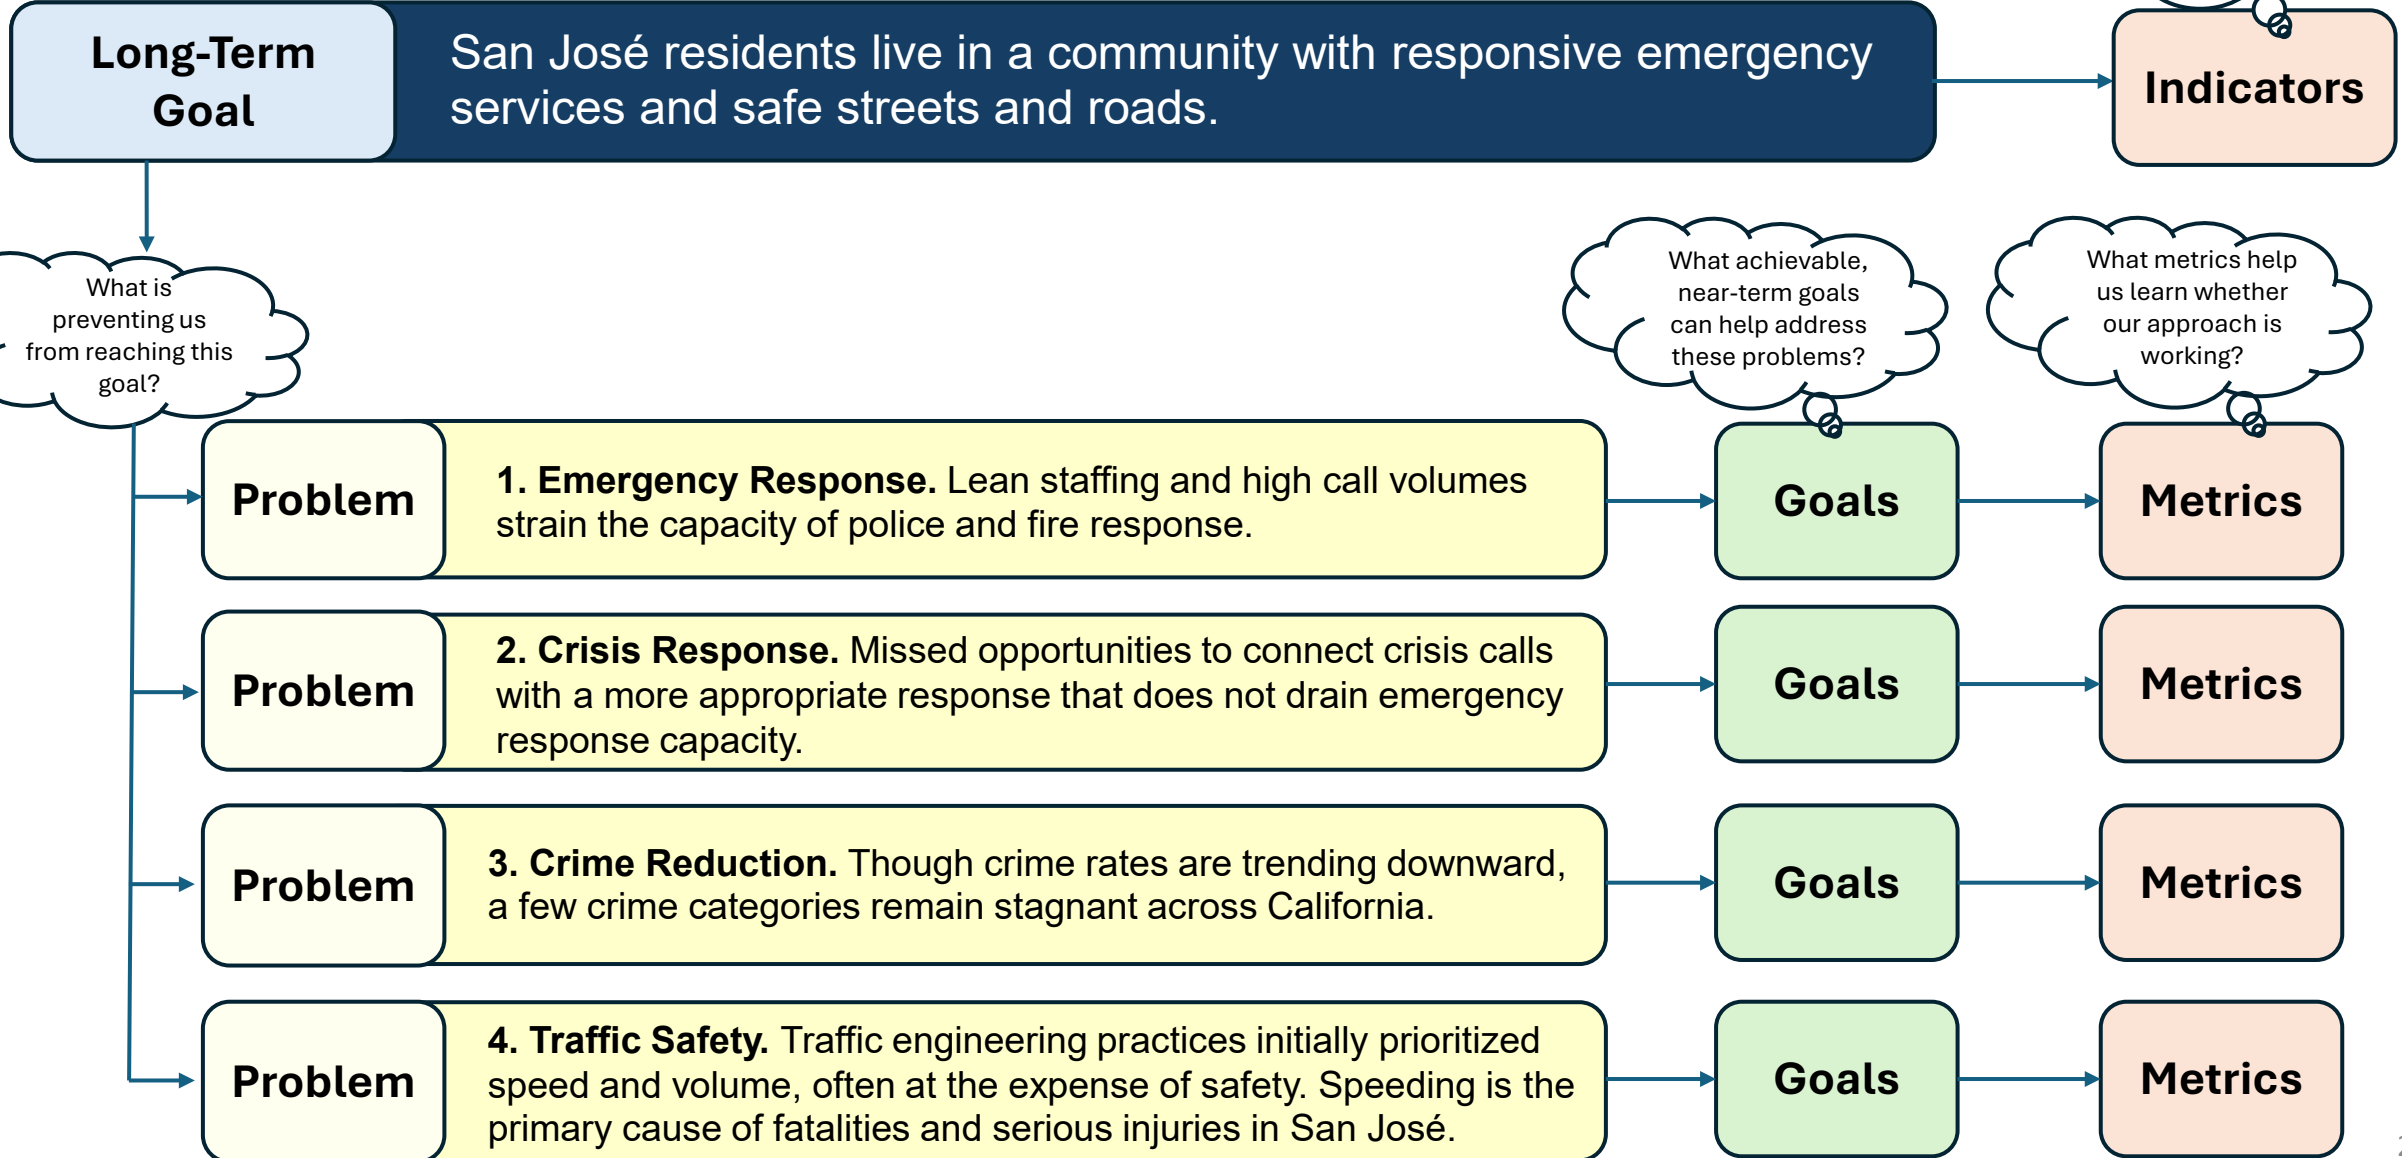 Long-Term
Goal
San José residents live in a community with responsive emergency
services and safe streets and roads.
Indicators
What is
preventing us
from reaching this
goal?
What achievable,
near-term goals
can help address
these problems?
What metrics help
us learn whether
our approach is
working?
Problem
1. Emergency Response. Lean staffing and high call volumes
strain the capacity of police and fire response.
Goals
Metrics
Problem
2. Crisis Response. Missed opportunities to connect crisis calls
with a more appropriate response that does not drain emergency
response capacity.
Goals
Metrics
Problem
3. Crime Reduction. Though crime rates are trending downward,
a few crime categories remain stagnant across California.
Goals
Metrics
Problem
4. Traffic Safety. Traffic engineering practices initially prioritized
speed and volume, often at the expense of safety. Speeding is the
primary cause of fatalities and serious injuries in San José.
Goals
Metrics